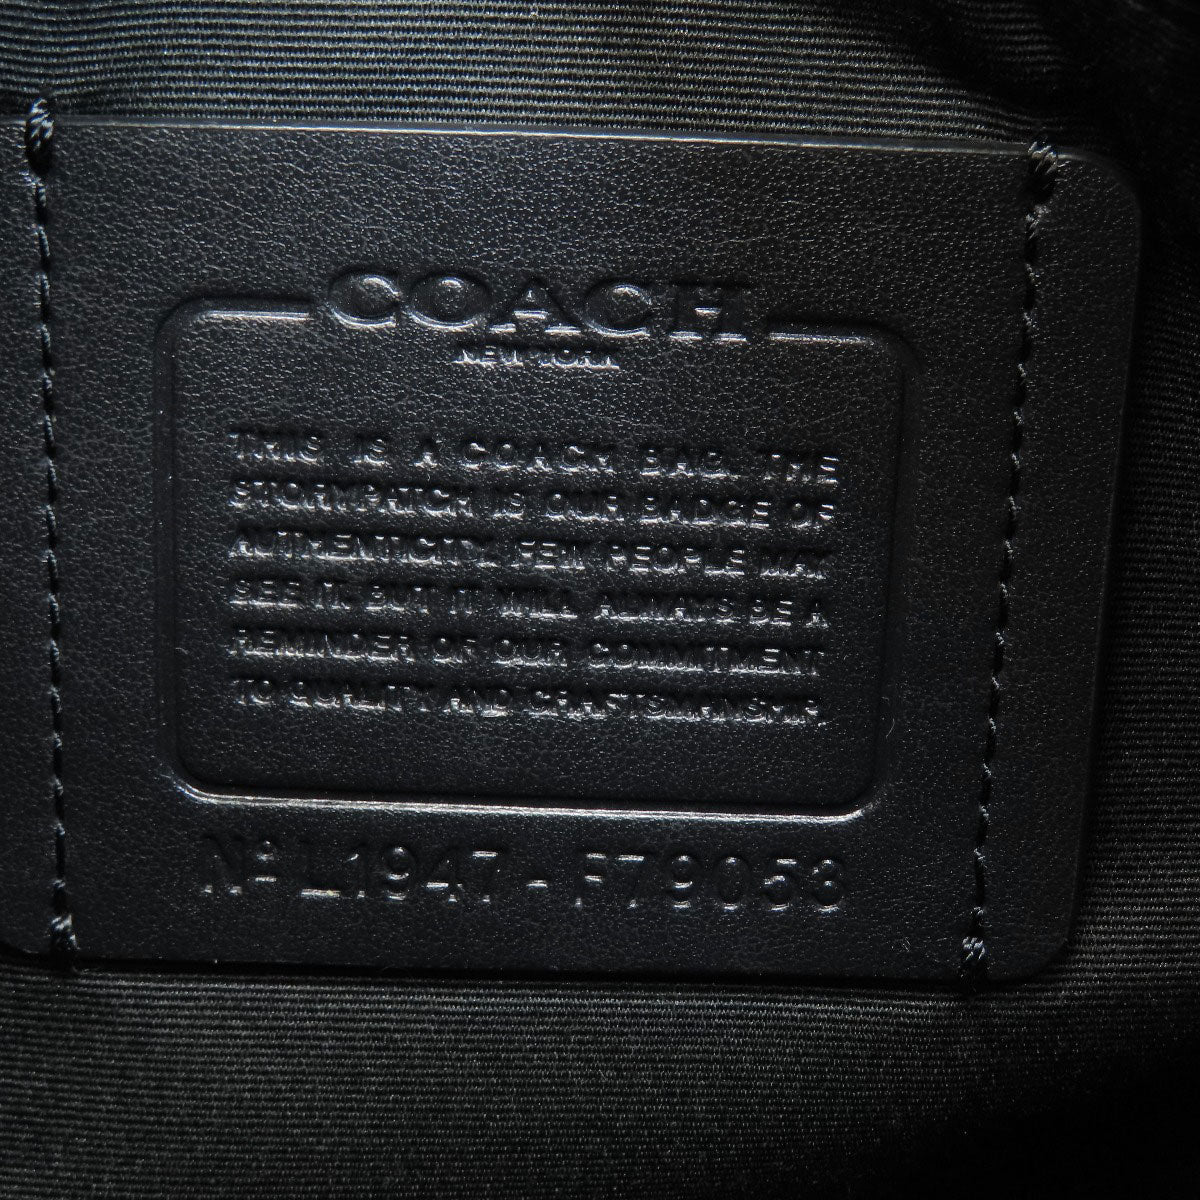 COACH
NEW YORK
THIS IS A COACH BAG. THE
STORYPATCH IS OUR BADGE OF
AUTHENTICITY. FEW PEOPLE MAY
SEE IT. BUT IT WILL ALWAYS BE A
REMINDER OF OUR COMMITMENT
TO QUALITY AND CRAFTSMANSHIP.
Nº L1947-F79053